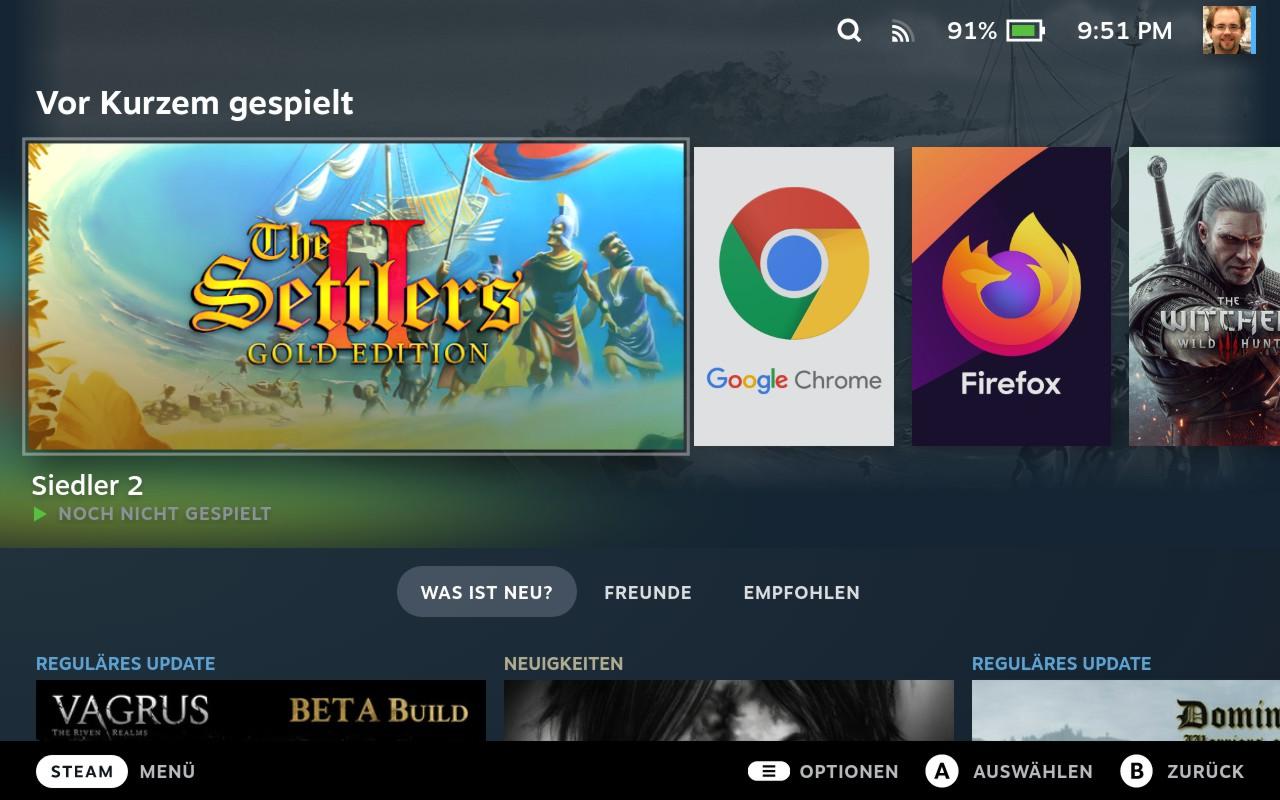 91%
9:51 PM
Vor Kurzem gespielt
The
II
Settlers
GOLD EDITION
Google Chrome
Firefox
THE
WITCHER
WILD HUNT
Siedler 2
NOCH NICHT GESPIELT
WAS IST NEU?
FREUNDE
EMPFOHLEN
REGULÄRES UPDATE
NEUIGKEITEN
REGULÄRES UPDATE
VAGRUS
THE RIVEN REALMS
BETA BUILD
Domin
STEAM MENÜ
OPTIONEN
A AUSWÄHLEN
B ZURÜCK